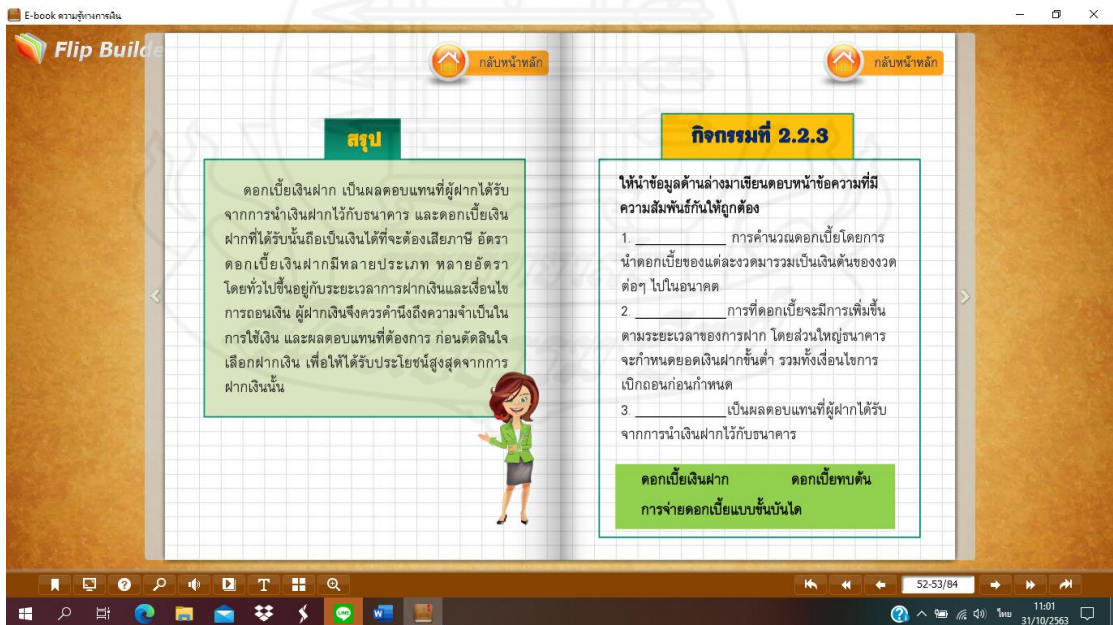 E-book ความรู้ทางการเงิน
Flip Builde
กลับหน้าหลัก
สรุป
ดอกเบี้ยเงินฝาก เป็นผลตอบแทนที่ผู้ฝากได้รับ
จากการนำเงินฝากไว้กับธนาคาร และดอกเบี้ยเงิน
ฝากที่ได้รับนั้นถือเป็นเงินได้ที่จะต้องเสียภาษี อัตรา
ดอกเบี้ยเงินฝากมีหลายประเภท หลายอัตรา
โดยทั่วไปขึ้นอยู่กับระยะเวลาการฝากเงินและเงื่อนไข
การถอนเงิน ผู้ฝากเงินจึงควรคำนึงถึงความจำเป็นใน
การใช้เงิน และผลตอบแทนที่ต้องการ ก่อนตัดสินใจ
เลือกฝากเงิน เพื่อให้ได้รับประโยชน์สูงสุดจากการ
ฝากเงินนั้น
กลับหน้าหลัก
กิจกรรมที่ 2.2.3
ให้นำข้อมูลด้านล่างมาเขียนตอบหน้าข้อความที่มี
ความสัมพันธ์กันให้ถูกต้อง
1. ______________ การคำนวณดอกเบี้ยโดยการ
นำดอกเบี้ยของแต่ละงวดมารวมเป็นเงินต้นของงวด
ต่อๆ ไปในอนาคต
2. ______________การที่ดอกเบี้ยจะมีการเพิ่มขึ้น
ตามระยะเวลาของการฝาก โดยส่วนใหญ่ธนาคาร
จะกำหนดยอดเงินฝากขั้นต่ำ รวมทั้งเงื่อนไขการ
เบิกถอนก่อนกำหนด
3. ______________เป็นผลตอบแทนที่ผู้ฝากได้รับ
จากการนำเงินฝากไว้กับธนาคาร
ดอกเบี้ยเงินฝาก ดอกเบี้ยทบต้น
การจ่ายดอกเบี้ยแบบขั้นบันได
52-53/84
ไทย
11:01
31/10/2563